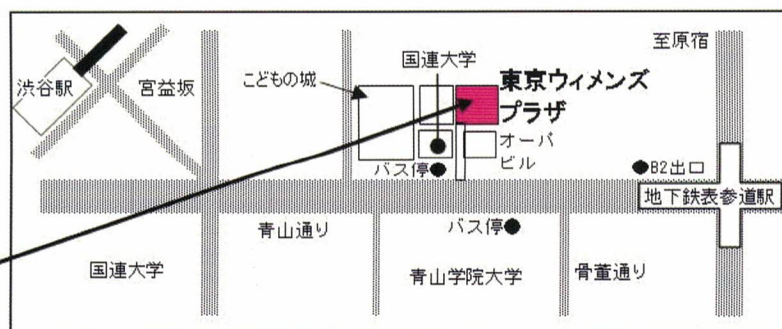 至原宿
国連大学
渋谷駅
宮益坂
こどもの城
東京ウィメンズ
プラザ
オーバ
ビル
バス停
B2出口
地下鉄表参道駅
青山通り
バス停
国連大学
青山学院大学
骨董通り